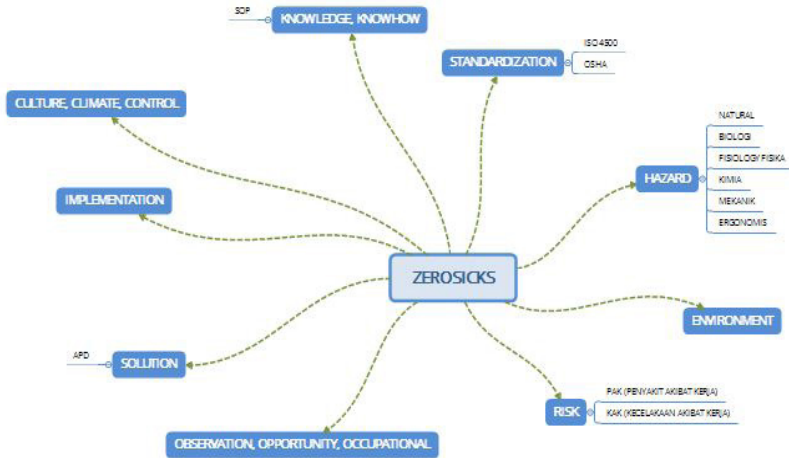 SOP
KNOWLEDGE, KNOWHOW
STANDARDIZATION
ISO 4500
OSHA
CULTURE, CLIMATE, CONTROL
NATURAL
BIOLOGI
FISIOLOGY FISIKA
HAZARD
KIMIA
MEKANIK
ERGONOMIS
IMPLEMENTATION
ZEROSICKS
ENVIRONMENT
APD
SOLUTION
RISK
PAK (PENYAKIT AKIBAT KERJA)
KAK (KECELAKAAN AKIBAT KERJA)
OBSERVATION, OPPORTUNITY, OCCUPATIONAL